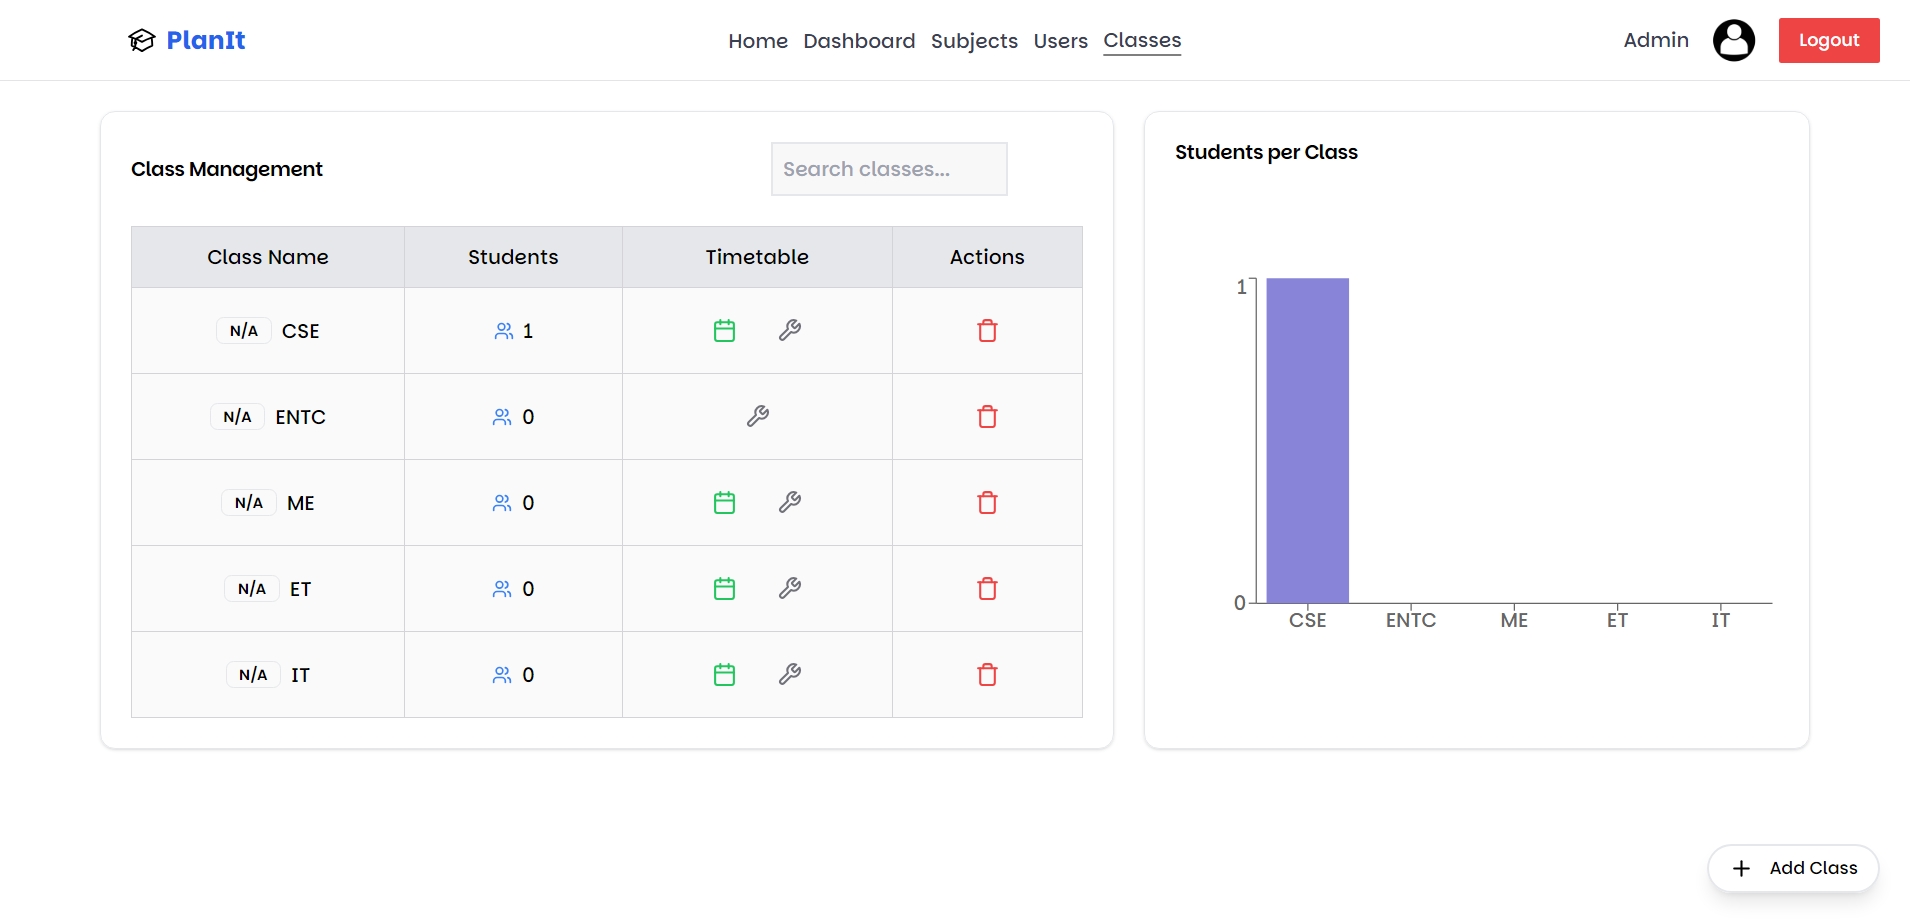 PlanIt
Home Dashboard Subjects Users Classes
Admin
Logout
Class Management
Search classes...
Class Name Students Timetable Actions
N/A CSE 1
N/A ENTC 0
N/A ME 0
N/A ET 0
N/A IT 0
Students per Class
1
0
CSE ENTC ME ET IT
+ Add Class